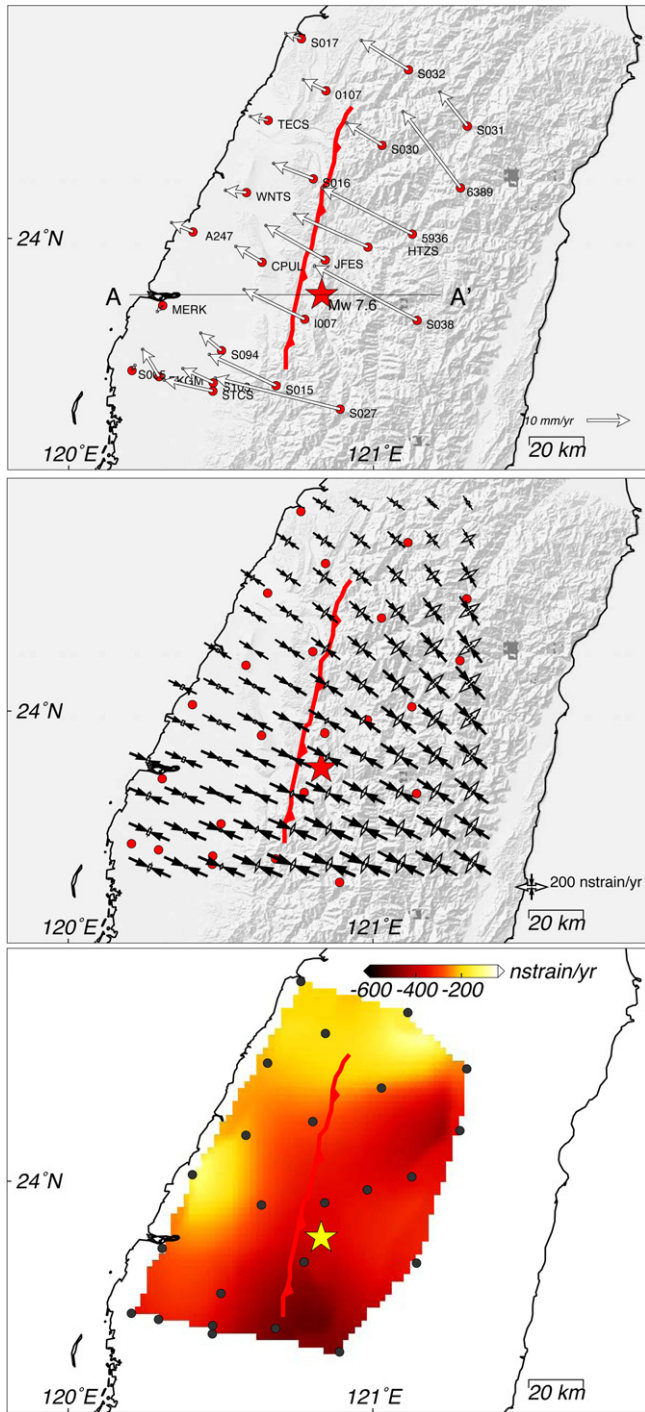 S017
S032
0107
TECS
S031
S030
S016
WNTS
6389
A247
5936
24°N
HTZS
CPUL
JFES
A
A'
MERK
Mw 7.6
I007
S038
S094
S103
S015
STCS
S027
10 mm/yr
20 km
120°E
121°E
24°N
200 nstrain/yr
20 km
120°E
121°E
nstrain/yr
-600
-400
-200
24°N
20 km
120°E
121°E